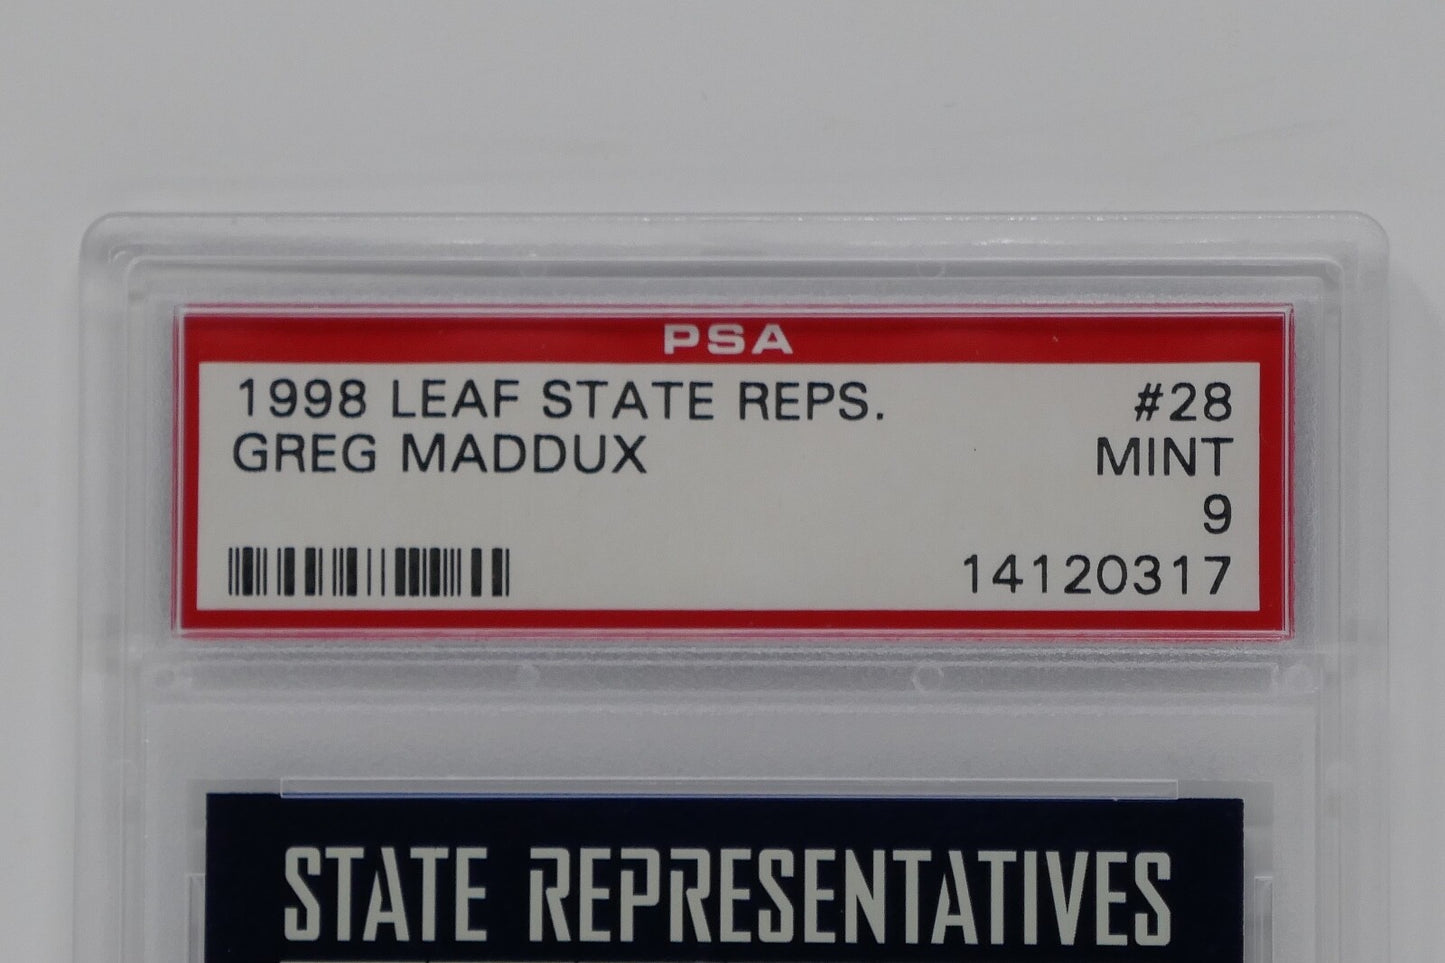 PSA
1998 LEAF STATE REPS. #28
GREG MADDUX MINT
9
14120317
STATE REPRESENTATIVES